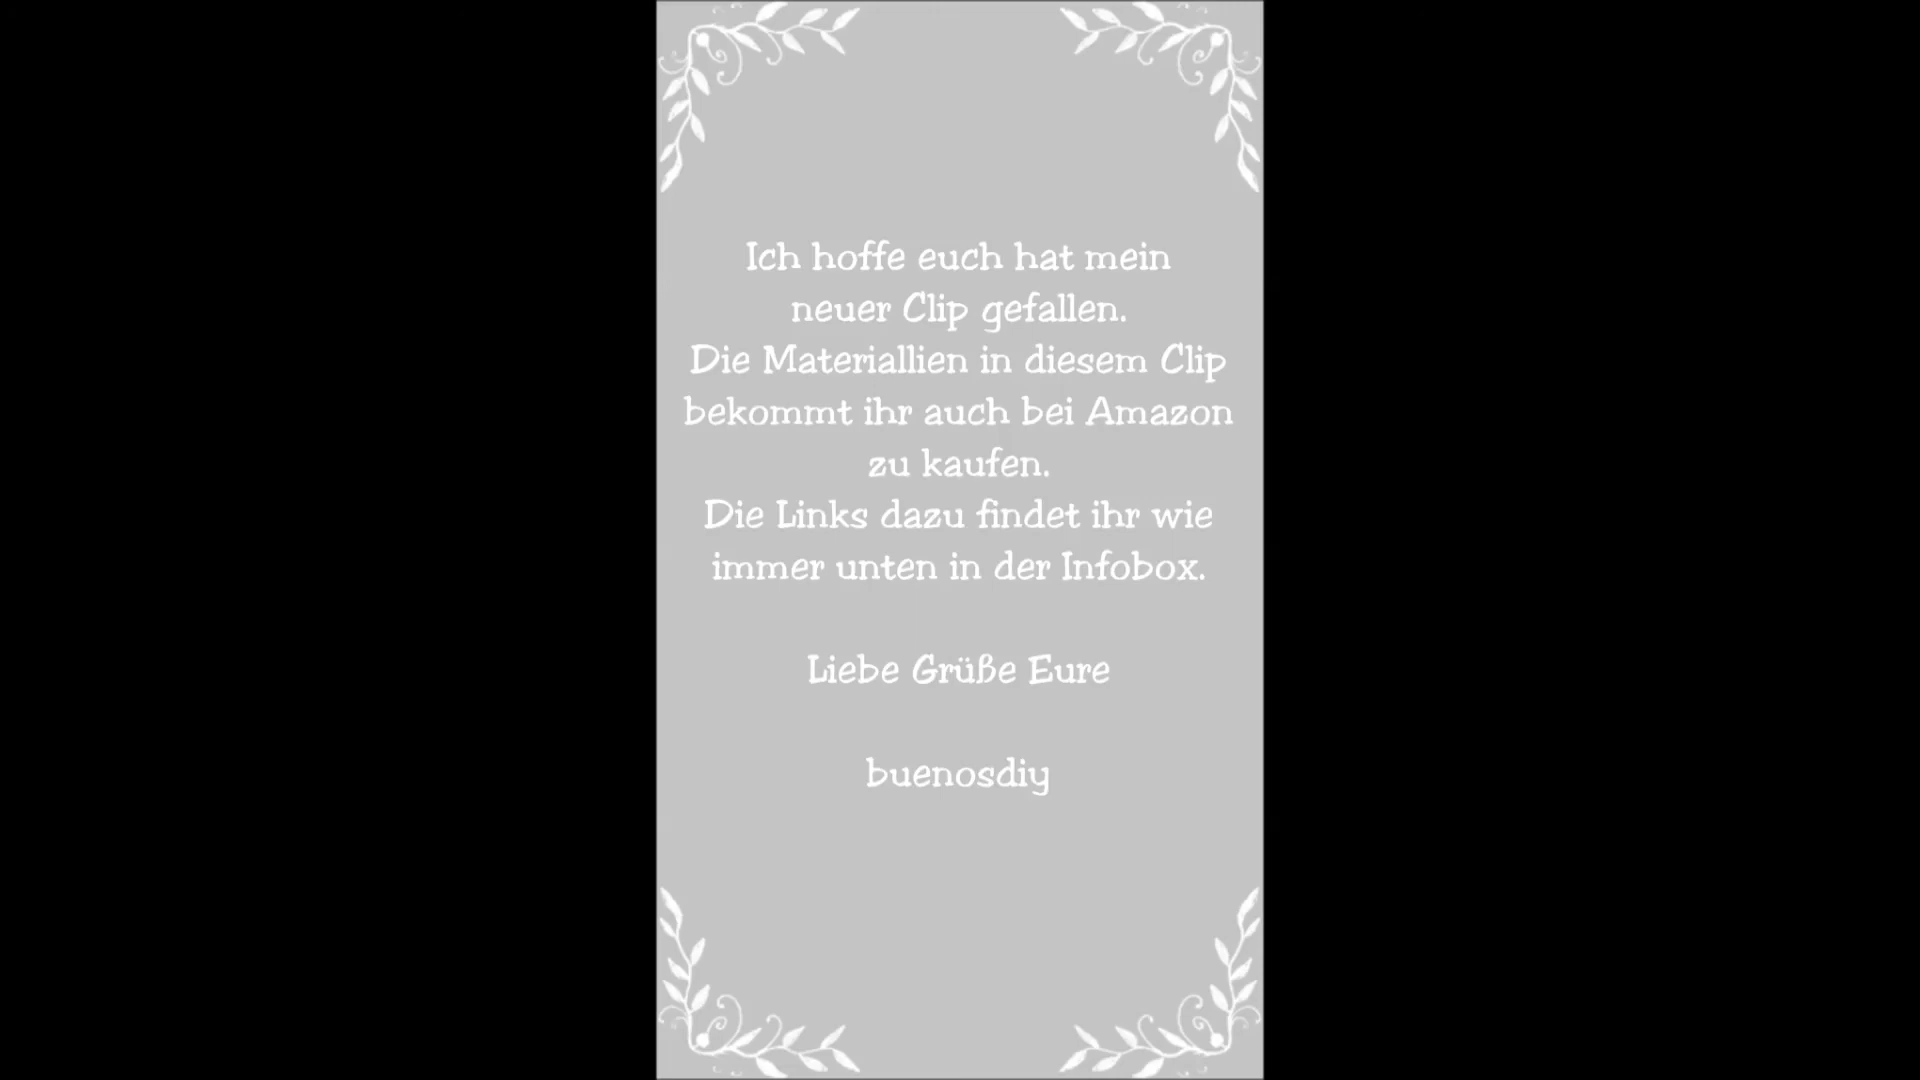 Ich hoffe euch hat mein
neuer Clip gefallen.
Die Materiallien in diesem Clip
bekommt ihr auch bei Amazon
zu kaufen.
Die Links dazu findet ihr wie
immer unten in der Infobox.
Liebe Grüße Eure
buenosdiy